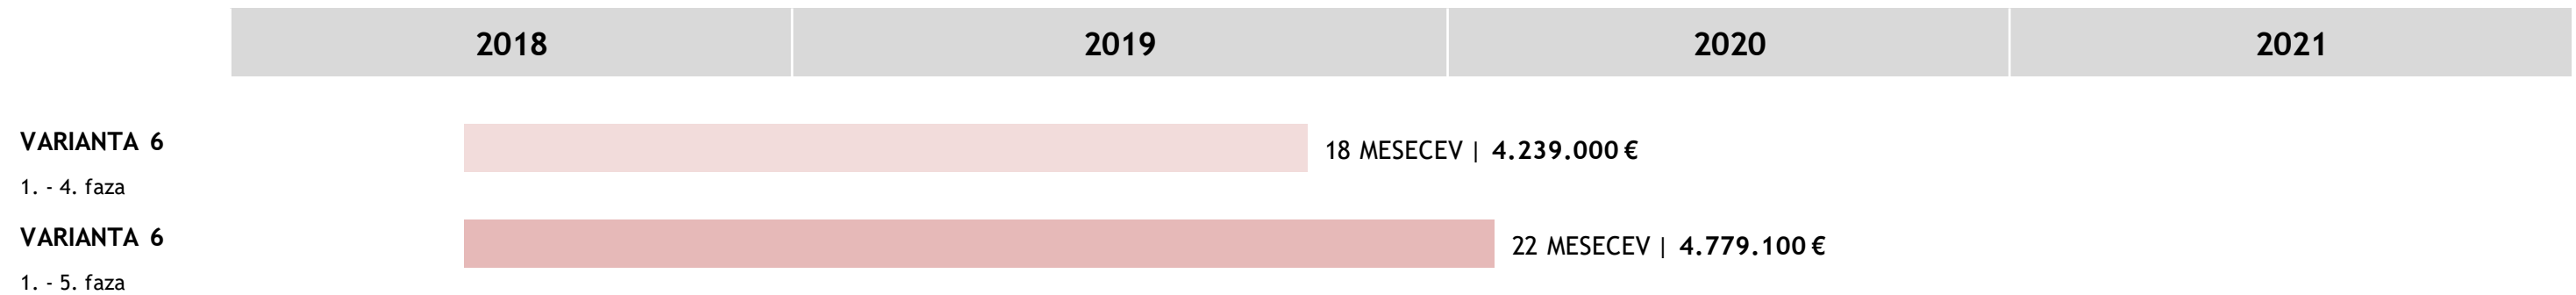 2018 2019 2020 2021
VARIANTA 6
18 MESECEV | 4.239.000 €
1. - 4. faza
VARIANTA 6
22 MESECEV | 4.779.100 €
1. - 5. faza